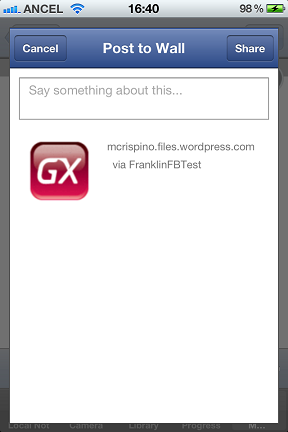 ANCEL 16:40 98 %
Cancel Post to Wall Share
Say something about this...
GX
mcrispino.files.wordpress.com
via FranklinFBTest
Local Not Camera Library Progress M...